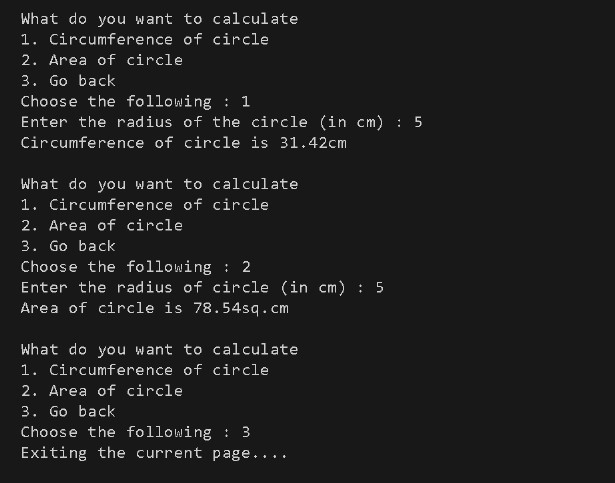 What do you want to calculate
1. Circumference of circle
2. Area of circle
3. Go back
Choose the following : 1
Enter the radius of the circle (in cm) : 5
Circumference of circle is 31.42cm
What do you want to calculate
1. Circumference of circle
2. Area of circle
3. Go back
Choose the following : 2
Enter the radius of circle (in cm) : 5
Area of circle is 78.54sq.cm
What do you want to calculate
1. Circumference of circle
2. Area of circle
3. Go back
Choose the following : 3
Exiting the current page....